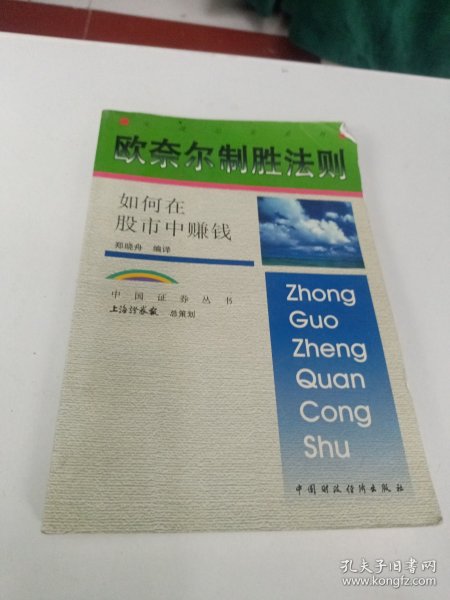 欧奈尔制胜法则
如何在
股市中赚钱
郑晓舟 编译
中国证券丛书
上海证券报 总策划
Zhong
Guo
Zheng
Quan
Cong
Shu
中国财政经济出版社
孔夫子旧书网
www.kongfz.com